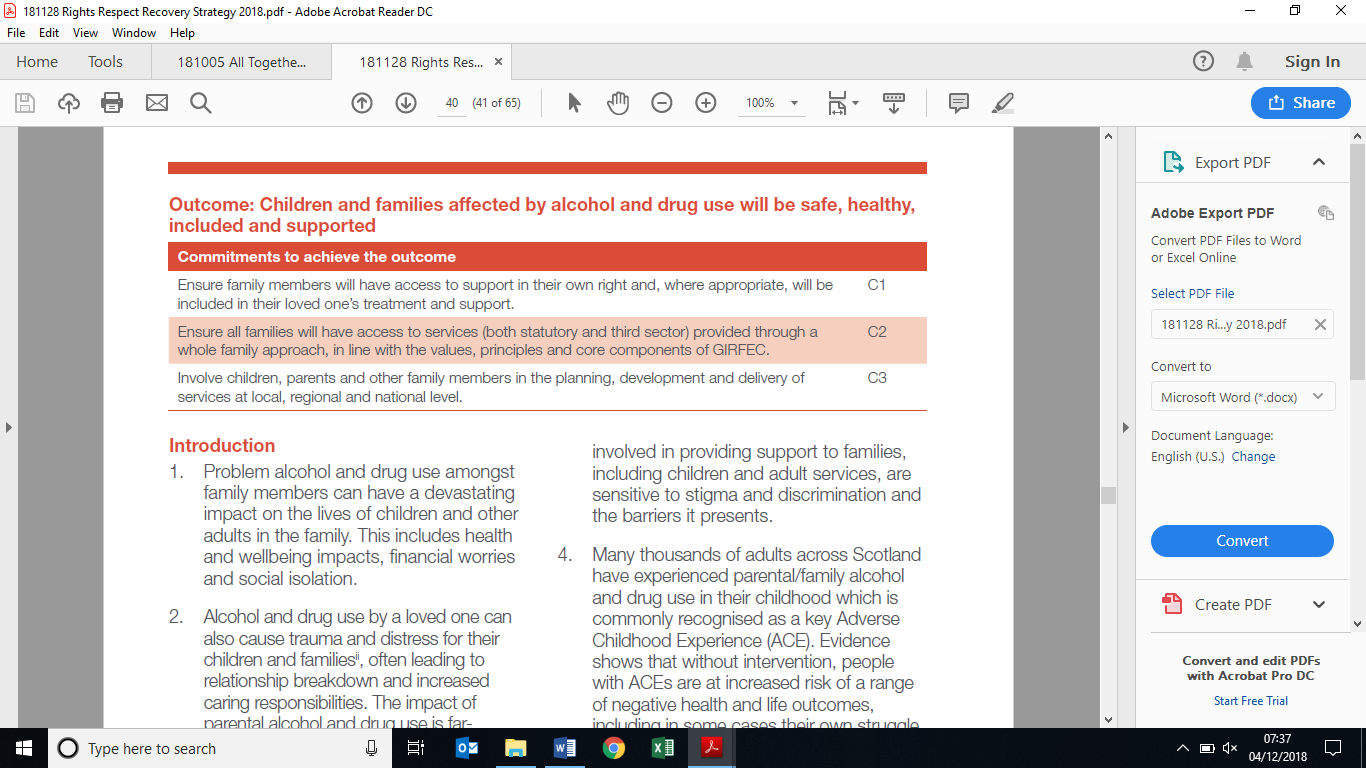 181128 Rights Respect Recovery Strategy 2018.pdf - Adobe Acrobat Reader DC
File Edit View Window Help
Home Tools 181005 All Togethe... 181128 Rights Res... × Sign In
40 (41 of 65) 100% Share
Outcome: Children and families affected by alcohol and drug use will be safe, healthy,
included and supported
Commitments to achieve the outcome
Ensure family members will have access to support in their own right and, where appropriate, will be C1
included in their loved one's treatment and support.
Ensure all families will have access to services (both statutory and third sector) provided through a C2
whole family approach, in line with the values, principles and core components of GIRFEC.
Involve children, parents and other family members in the planning, development and delivery of C3
services at local, regional and national level.
Introduction
1. Problem alcohol and drug use amongst
family members can have a devastating
impact on the lives of children and other
adults in the family. This includes health
and wellbeing impacts, financial worries
and social isolation.
2. Alcohol and drug use by a loved one can
also cause trauma and distress for their
children and familiesii, often leading to
relationship breakdown and increased
caring responsibilities. The impact of
parental alcohol and drug use is far-
involved in providing support to families,
including children and adult services, are
sensitive to stigma and discrimination and
the barriers it presents.
4. Many thousands of adults across Scotland
have experienced parental/family alcohol
and drug use in their childhood which is
commonly recognised as a key Adverse
Childhood Experience (ACE). Evidence
shows that without intervention, people
with ACEs are at increased risk of a range
of negative health and life outcomes,
including in some cases their own struggle
Export PDF
Adobe Export PDF
Convert PDF Files to Word
or Excel Online
Select PDF File
181128 Ri...y 2018.pdf
Convert to
Microsoft Word (*.docx)
Document Language:
English (U.S.) Change
Convert
Create PDF
Convert and edit PDFs
with Acrobat Pro DC
Start Free Trial
Type here to search
07:37
04/12/2018